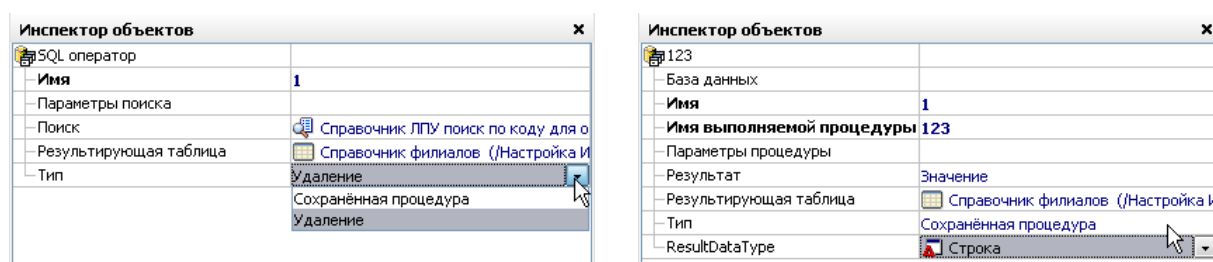 Инспектор объектов
SQL оператор
Имя 1
Параметры поиска
Поиск Справочник ЛПУ поиск по коду для о
Результирующая таблица Справочник филиалов (/Настройка И
Тип Удаление
Сохранённая процедура
Удаление
Инспектор объектов
123
База данных
Имя 1
Имя выполняемой процедуры 123
Параметры процедуры
Результат Значение
Результирующая таблица Справочник филиалов (/Настройка И
Тип Сохранённая процедура
ResultDataType Строка